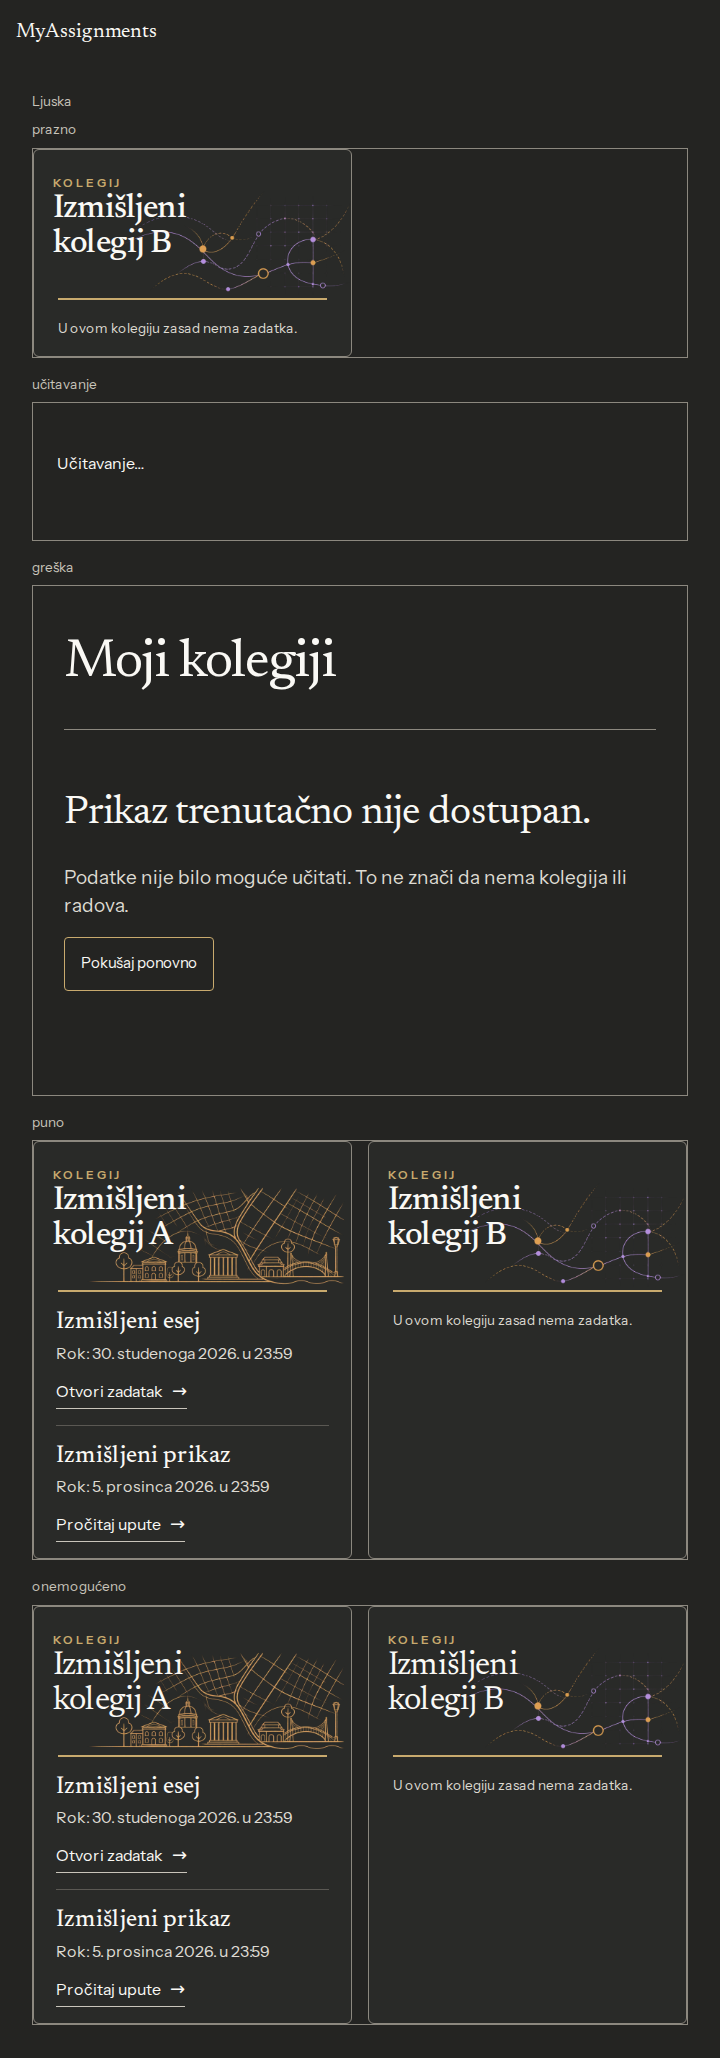 MyAssignments
Ljuska
prazno
KOLEGIJ
Izmišljeni
kolegij B
U ovom kolegiju zasad nema zadatka.
učitavanje
Učitavanje...
greška
Moji kolegiji
Prikaz trenutačno nije dostupan.
Podatke nije bilo moguće učitati. To ne znači da nema kolegija ili
radova.
Pokušaj ponovno
puno
KOLEGIJ
Izmišljeni
kolegij A
Izmišljeni esej
Rok: 30. studenoga 2026. u 23:59
Otvori zadatak →
Izmišljeni prikaz
Rok: 5. prosinca 2026. u 23:59
Pročitaj upute →
KOLEGIJ
Izmišljeni
kolegij B
U ovom kolegiju zasad nema zadatka.
onemogućeno
KOLEGIJ
Izmišljeni
kolegij A
Izmišljeni esej
Rok: 30. studenoga 2026. u 23:59
Otvori zadatak →
Izmišljeni prikaz
Rok: 5. prosinca 2026. u 23:59
Pročitaj upute →
KOLEGIJ
Izmišljeni
kolegij B
U ovom kolegiju zasad nema zadatka.